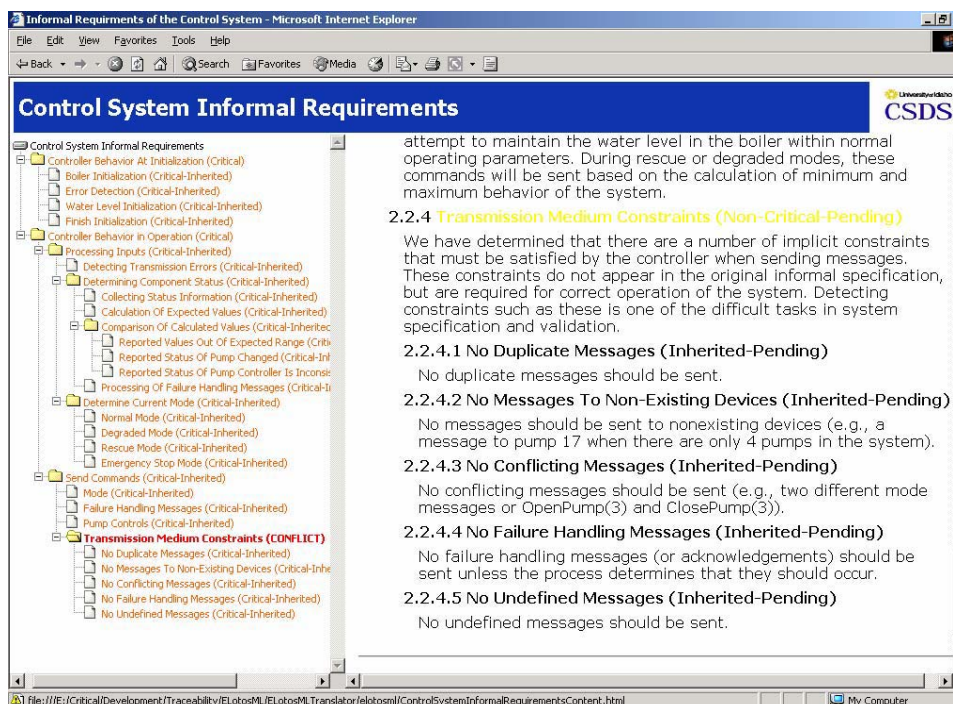 Informal Requirments of the Control System - Microsoft Internet Explorer
File Edit View Favorites Tools Help
Back Search Favorites Media
Control System Informal Requirements
University of Idaho
CSDS
Control System Informal Requirements
Controller Behavior At Initialization (Critical)
Boiler Initialization (Critical-Inherited)
Error Detection (Critical-Inherited)
Water Level Initialization (Critical-Inherited)
Finish Initialization (Critical-Inherited)
Controller Behavior in Operation (Critical)
Processing Inputs (Critical-Inherited)
Detecting Transmission Errors (Critical-Inherited)
Determining Component Status (Critical-Inherited)
Collecting Status Information (Critical-Inherited)
Calculation Of Expected Values (Critical-Inherited)
Comparison Of Calculated Values (Critical-Inheritec
Reported Values Out Of Expected Range (Criti
Reported Status Of Pump Changed (Critical-Inh
Reported Status Of Pump Controller Is Inconsis
Processing Of Failure Handling Messages (Critical-I
Determine Current Mode (Critical-Inherited)
Normal Mode (Critical-Inherited)
Degraded Mode (Critical-Inherited)
Rescue Mode (Critical-Inherited)
Emergency Stop Mode (Critical-Inherited)
Send Commands (Critical-Inherited)
Mode (Critical-Inherited)
Failure Handling Messages (Critical-Inherited)
Pump Controls (Critical-Inherited)
Transmission Medium Constraints (CONFLICT)
No Duplicate Messages (Critical-Inherited)
No Messages To Non-Existing Devices (Critical-Inhe
No Conflicting Messages (Critical-Inherited)
No Failure Handling Messages (Critical-Inherited)
No Undefined Messages (Critical-Inherited)
attempt to maintain the water level in the boiler within normal
operating parameters. During rescue or degraded modes, these
commands will be sent based on the calculation of minimum and
maximum behavior of the system.
2.2.4 Transmission Medium Constraints (Non-Critical-Pending)
We have determined that there are a number of implicit constraints
that must be satisfied by the controller when sending messages.
These constraints do not appear in the original informal specification,
but are required for correct operation of the system. Detecting
constraints such as these is one of the difficult tasks in system
specification and validation.
2.2.4.1 No Duplicate Messages (Inherited-Pending)
No duplicate messages should be sent.
2.2.4.2 No Messages To Non-Existing Devices (Inherited-Pending)
No messages should be sent to nonexisting devices (e.g., a
message to pump 17 when there are only 4 pumps in the system).
2.2.4.3 No Conflicting Messages (Inherited-Pending)
No conflicting messages should be sent (e.g., two different mode
messages or OpenPump(3) and ClosePump(3)).
2.2.4.4 No Failure Handling Messages (Inherited-Pending)
No failure handling messages (or acknowledgements) should be
sent unless the process determines that they should occur.
2.2.4.5 No Undefined Messages (Inherited-Pending)
No undefined messages should be sent.
file:///E:/Critical/Development/Traceability/ELotosML/ELotosMLTranslator/elotosml/ControlSystemInformalRequirementsContent.html
My Computer